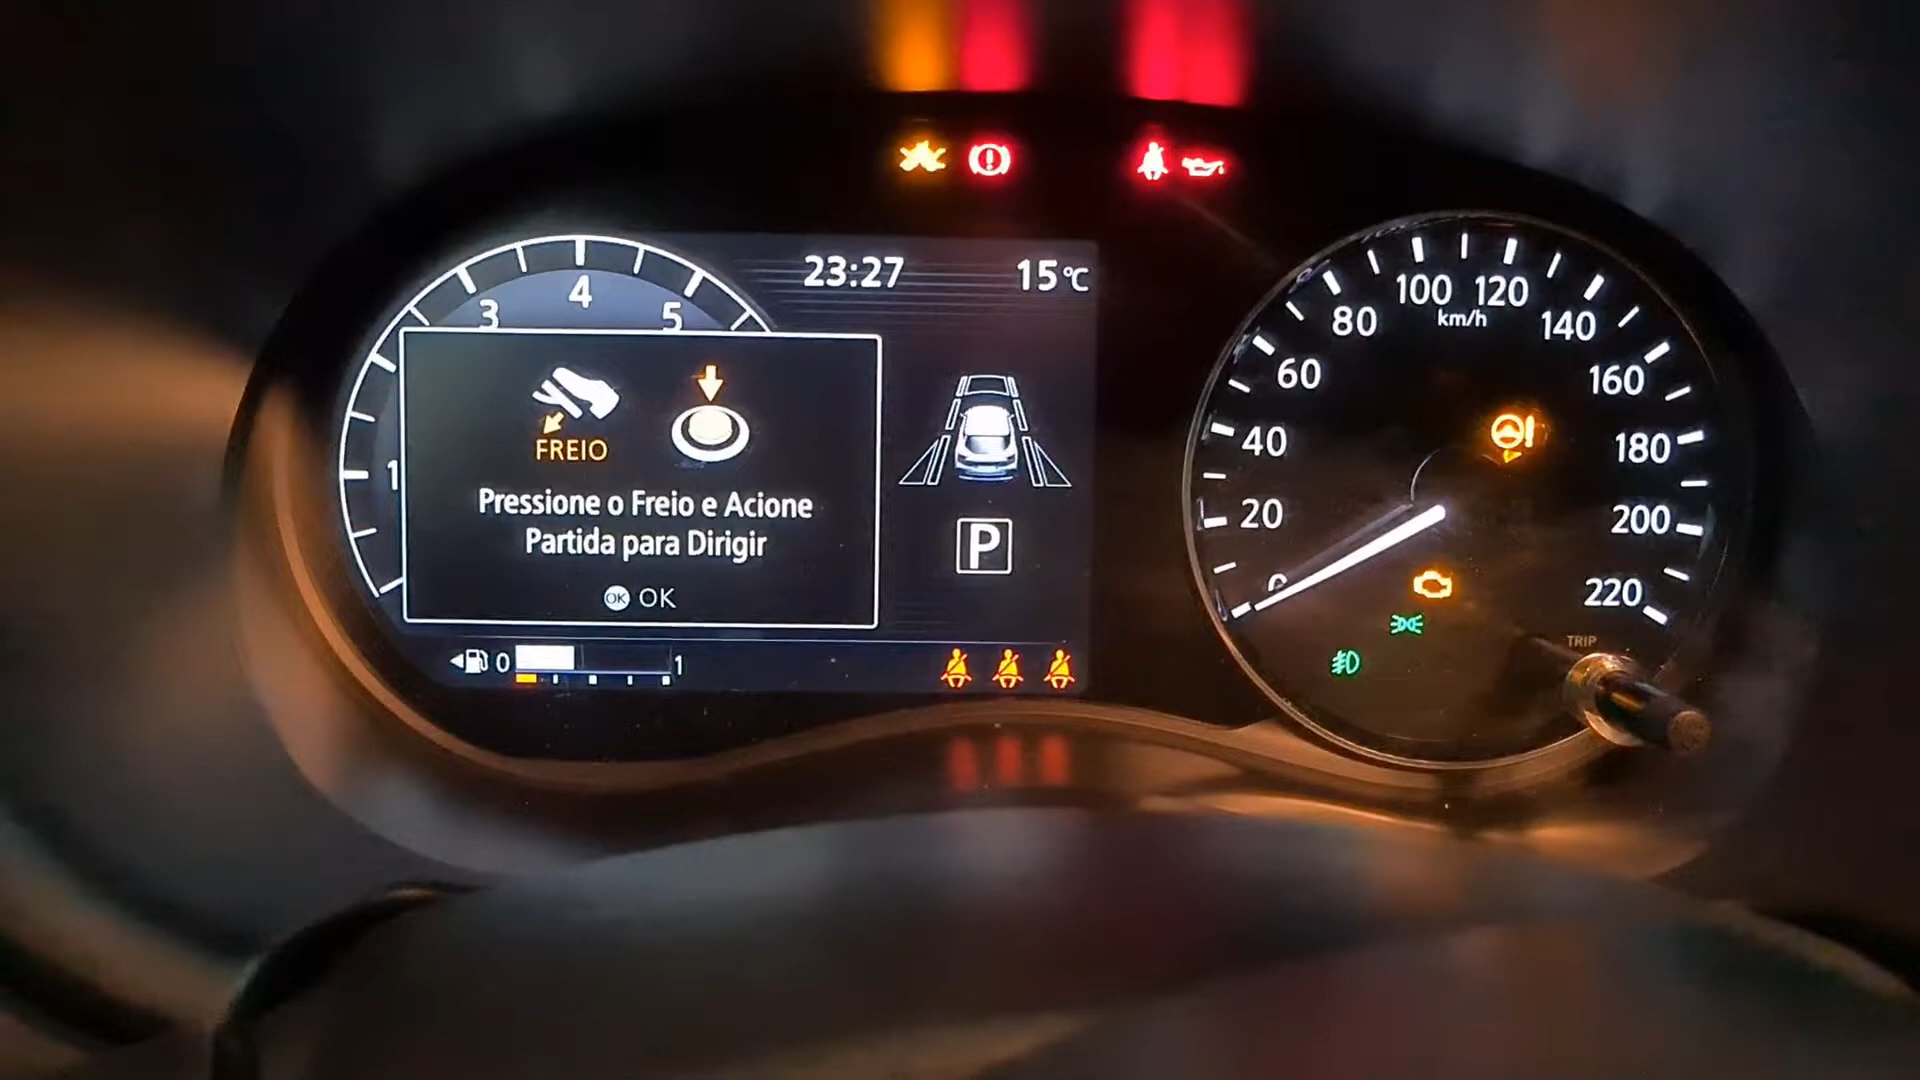 23:27 15°C
3 4 5
1
FREIO
Pressione o Freio e Acione
Partida para Dirigir
OK OK
P
0 1
80 100 120 140
km/h
60 160
40 180
20 200
0 220
TRIP